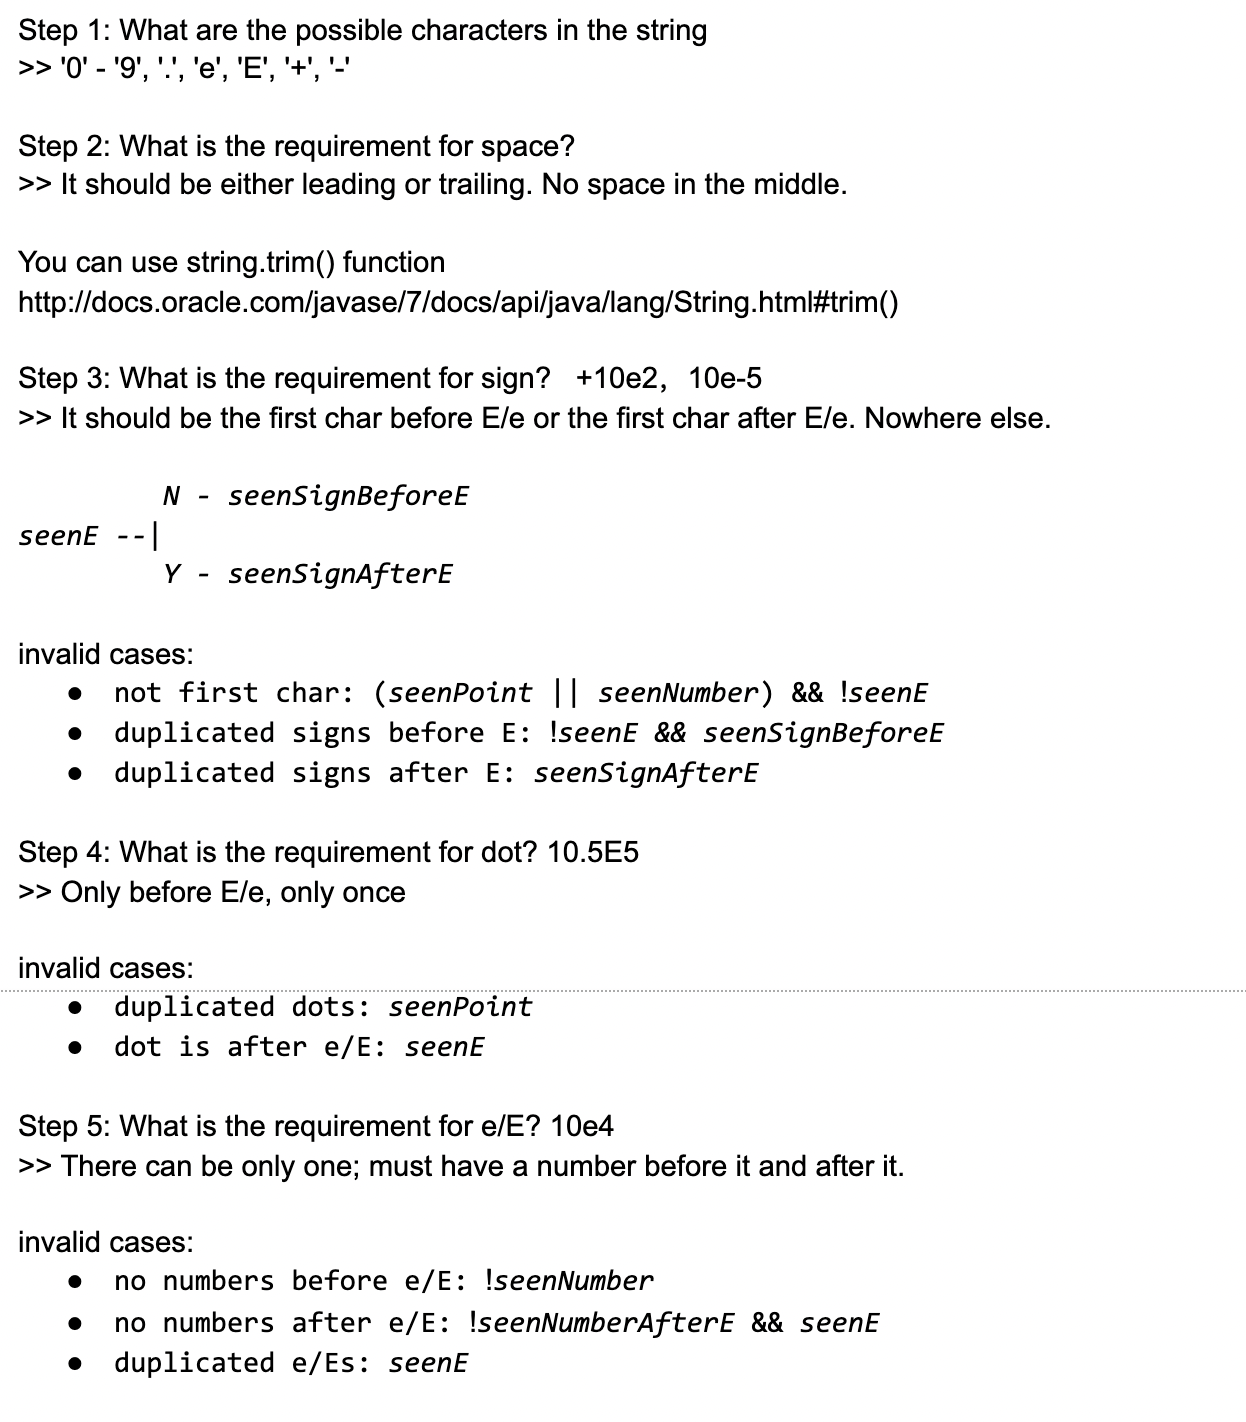 Step 1: What are the possible characters in the string
>> '0' - '9', '.', 'e', 'E', '+', '-'
Step 2: What is the requirement for space?
>> It should be either leading or trailing. No space in the middle.
You can use string.trim() function
http://docs.oracle.com/javase/7/docs/api/java/lang/String.html#trim()
Step 3: What is the requirement for sign?   +10e2,   10e-5
>> It should be the first char before E/e or the first char after E/e. Nowhere else.
N - seenSignBeforeE
seenE --|
Y - seenSignAfterE
invalid cases:
● not first char: (seenPoint || seenNumber) && !seenE
● duplicated signs before E: !seenE && seenSignBeforeE
● duplicated signs after E: seenSignAfterE
Step 4: What is the requirement for dot? 10.5E5
>> Only before E/e, only once
invalid cases:
● duplicated dots: seenPoint
● dot is after e/E: seenE
Step 5: What is the requirement for e/E? 10e4
>> There can be only one; must have a number before it and after it.
invalid cases:
● no numbers before e/E: !seenNumber
● no numbers after e/E: !seenNumberAfterE && seenE
● duplicated e/Es: seenE